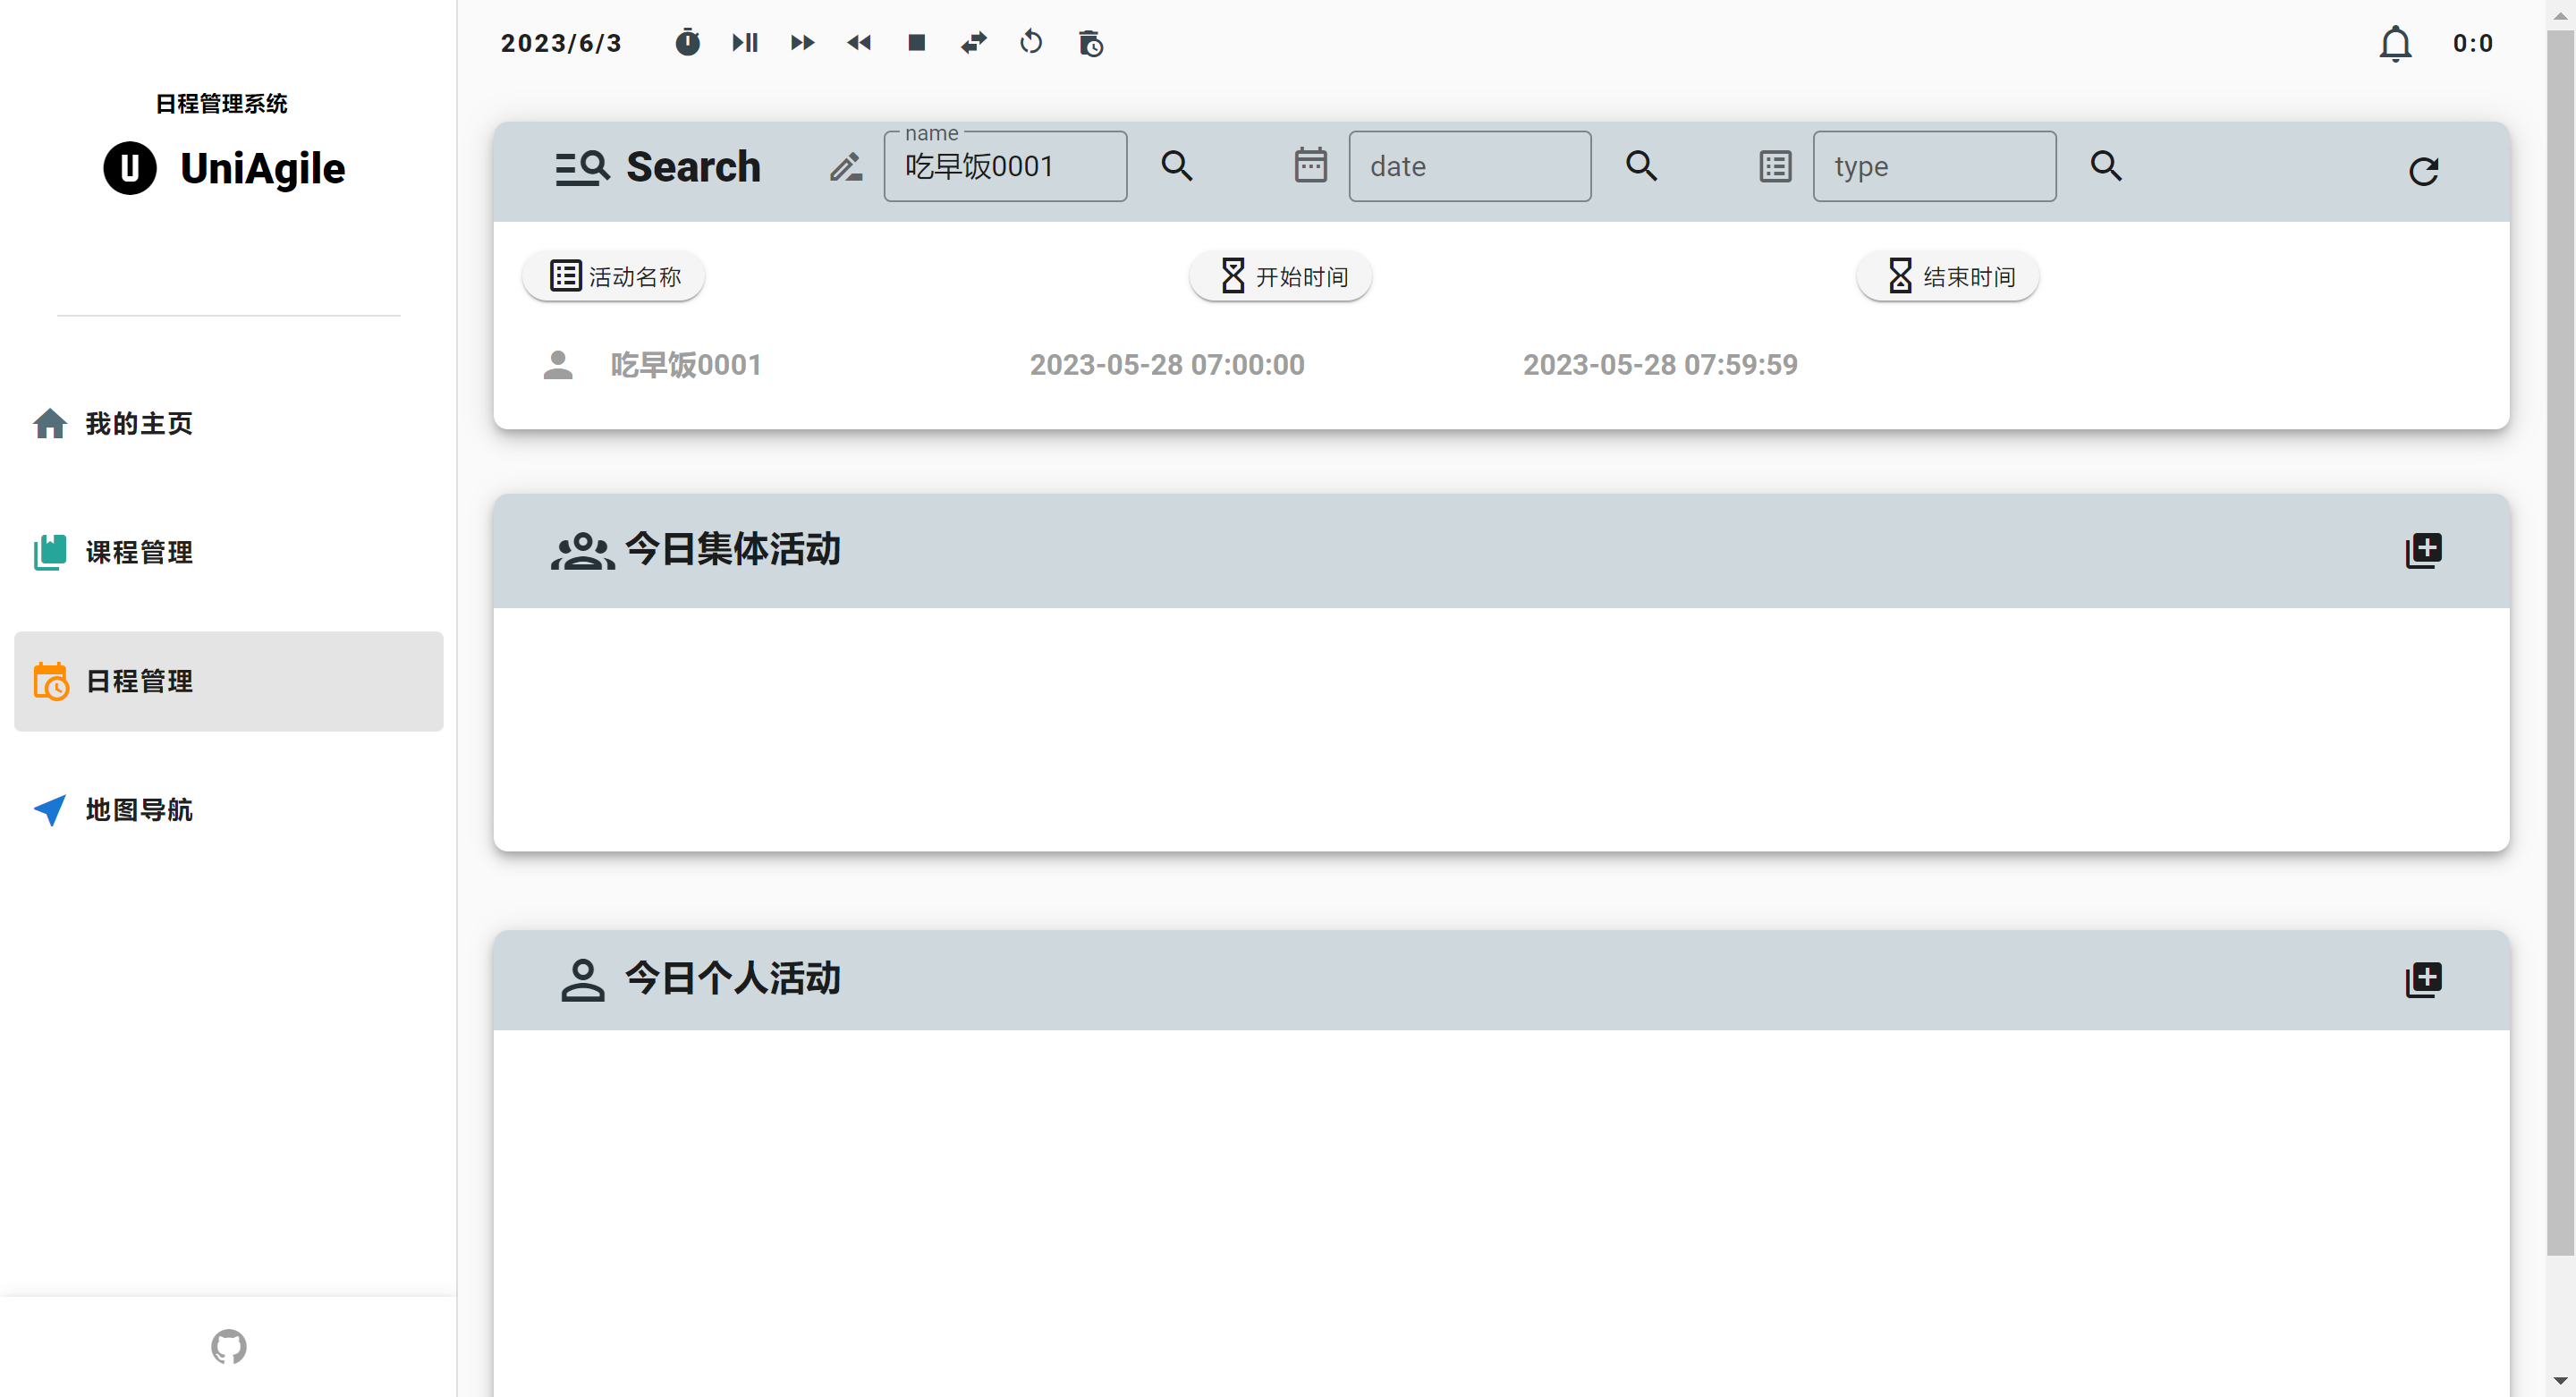 日程管理系统
U UniAgile
我的主页
课程管理
日程管理
地图导航
2023/6/3
0:0
Search
name
吃早饭0001
date
type
活动名称 开始时间 结束时间
吃早饭0001 2023-05-28 07:00:00 2023-05-28 07:59:59
今日集体活动
今日个人活动